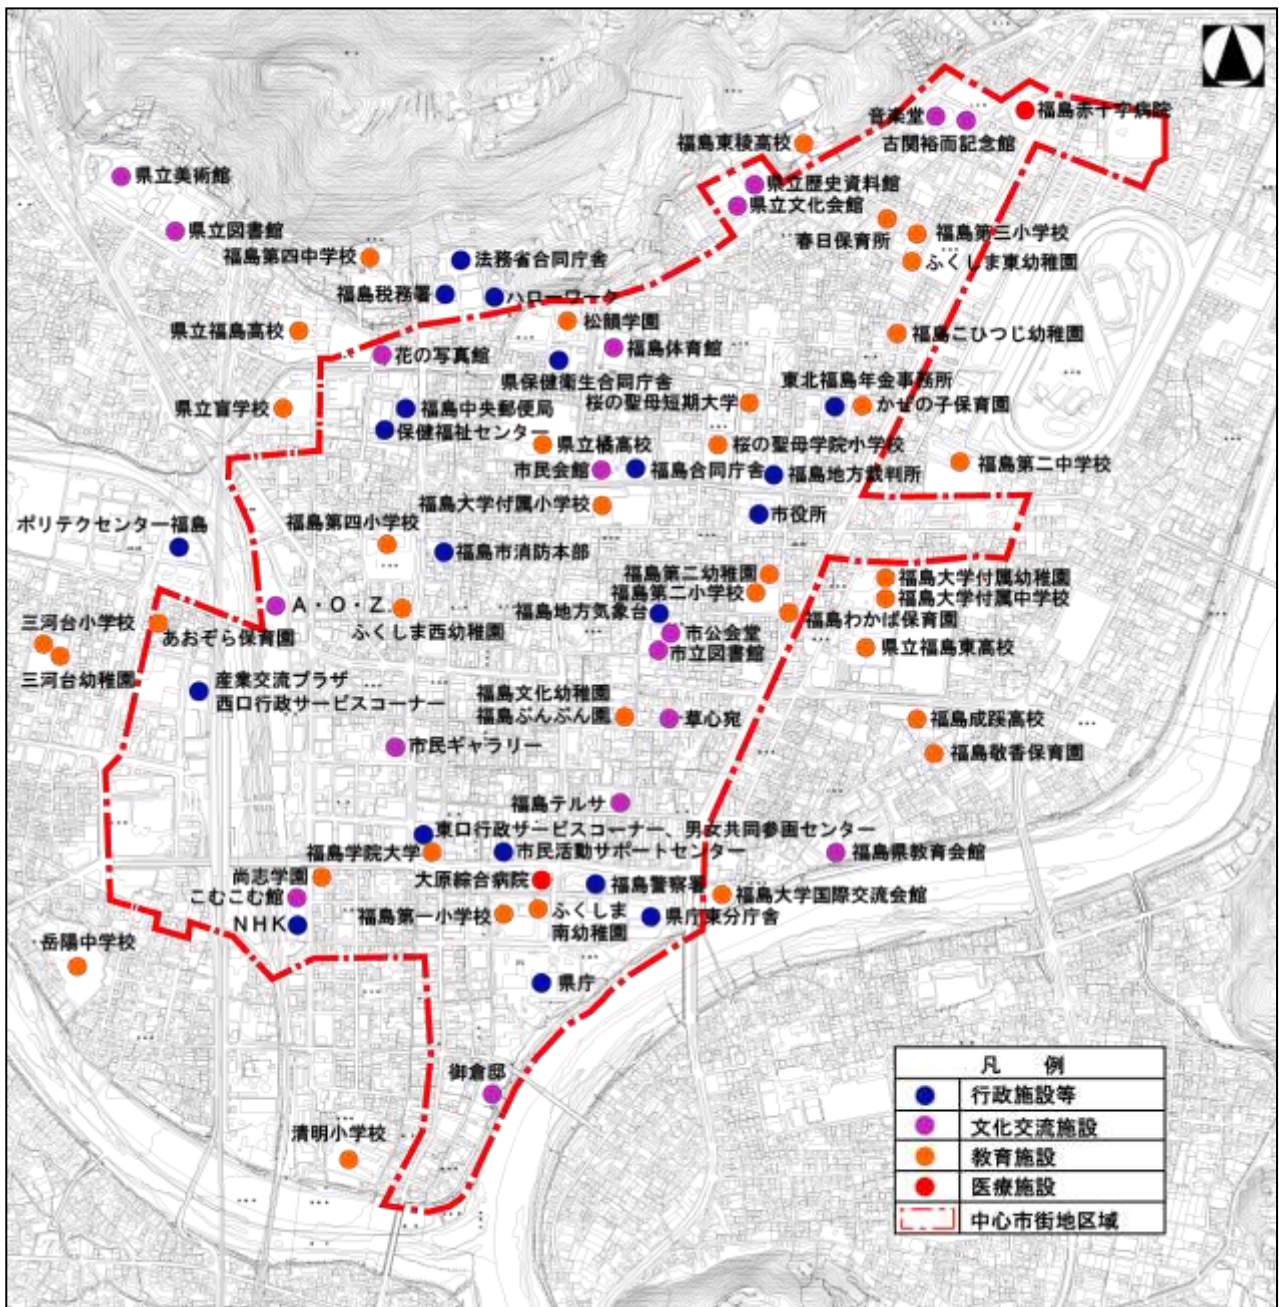 音楽堂
福島赤十字病院
古関裕而記念館
福島東稜高校
県立美術館
県立歴史資料館
県立文化会館
県立図書館
春日保育所
福島第三小学校
福島第四中学校
法務省合同庁舎
ふくしま東幼稚園
福島税務署
ハローワーク
県立福島高校
松韻学園
福島体育館
福島こひつじ幼稚園
花の写真館
県保健衛生合同庁舎
東北福島年金事務所
県立盲学校
福島中央郵便局
桜の聖母短期大学
かぜの子保育園
保健福祉センター
県立橘高校
桜の聖母学院小学校
市民会館
福島合同庁舎
福島地方裁判所
福島第二中学校
福島大学付属小学校
市役所
ポリテクセンター福島
福島第四小学校
福島市消防本部
福島第二幼稚園
福島大学付属幼稚園
福島第二小学校
福島大学付属中学校
A・O・Z
福島地方気象台
福島わかば保育園
三河台小学校
あおぞら保育園
ふくしま西幼稚園
市公会堂
市立図書館
県立福島東高校
三河台幼稚園
産業交流プラザ
西口行政サービスコーナー
福島文化幼稚園
福島ぶんぶん園
草心宛
福島成蹊高校
市民ギャラリー
福島敬香保育園
福島テルサ
東口行政サービスコーナー、男女共同参画センター
福島学院大学
市民活動サポートセンター
福島県教育会館
尚志学園
大原綜合病院
福島警察署
こむこむ館
福島大学国際交流会館
福島第一小学校
ふくしま
南幼稚園
県庁東分庁舎
NHK
岳陽中学校
県庁
御倉邸
清明小学校
凡 例
行政施設等
文化交流施設
教育施設
医療施設
中心市街地区域